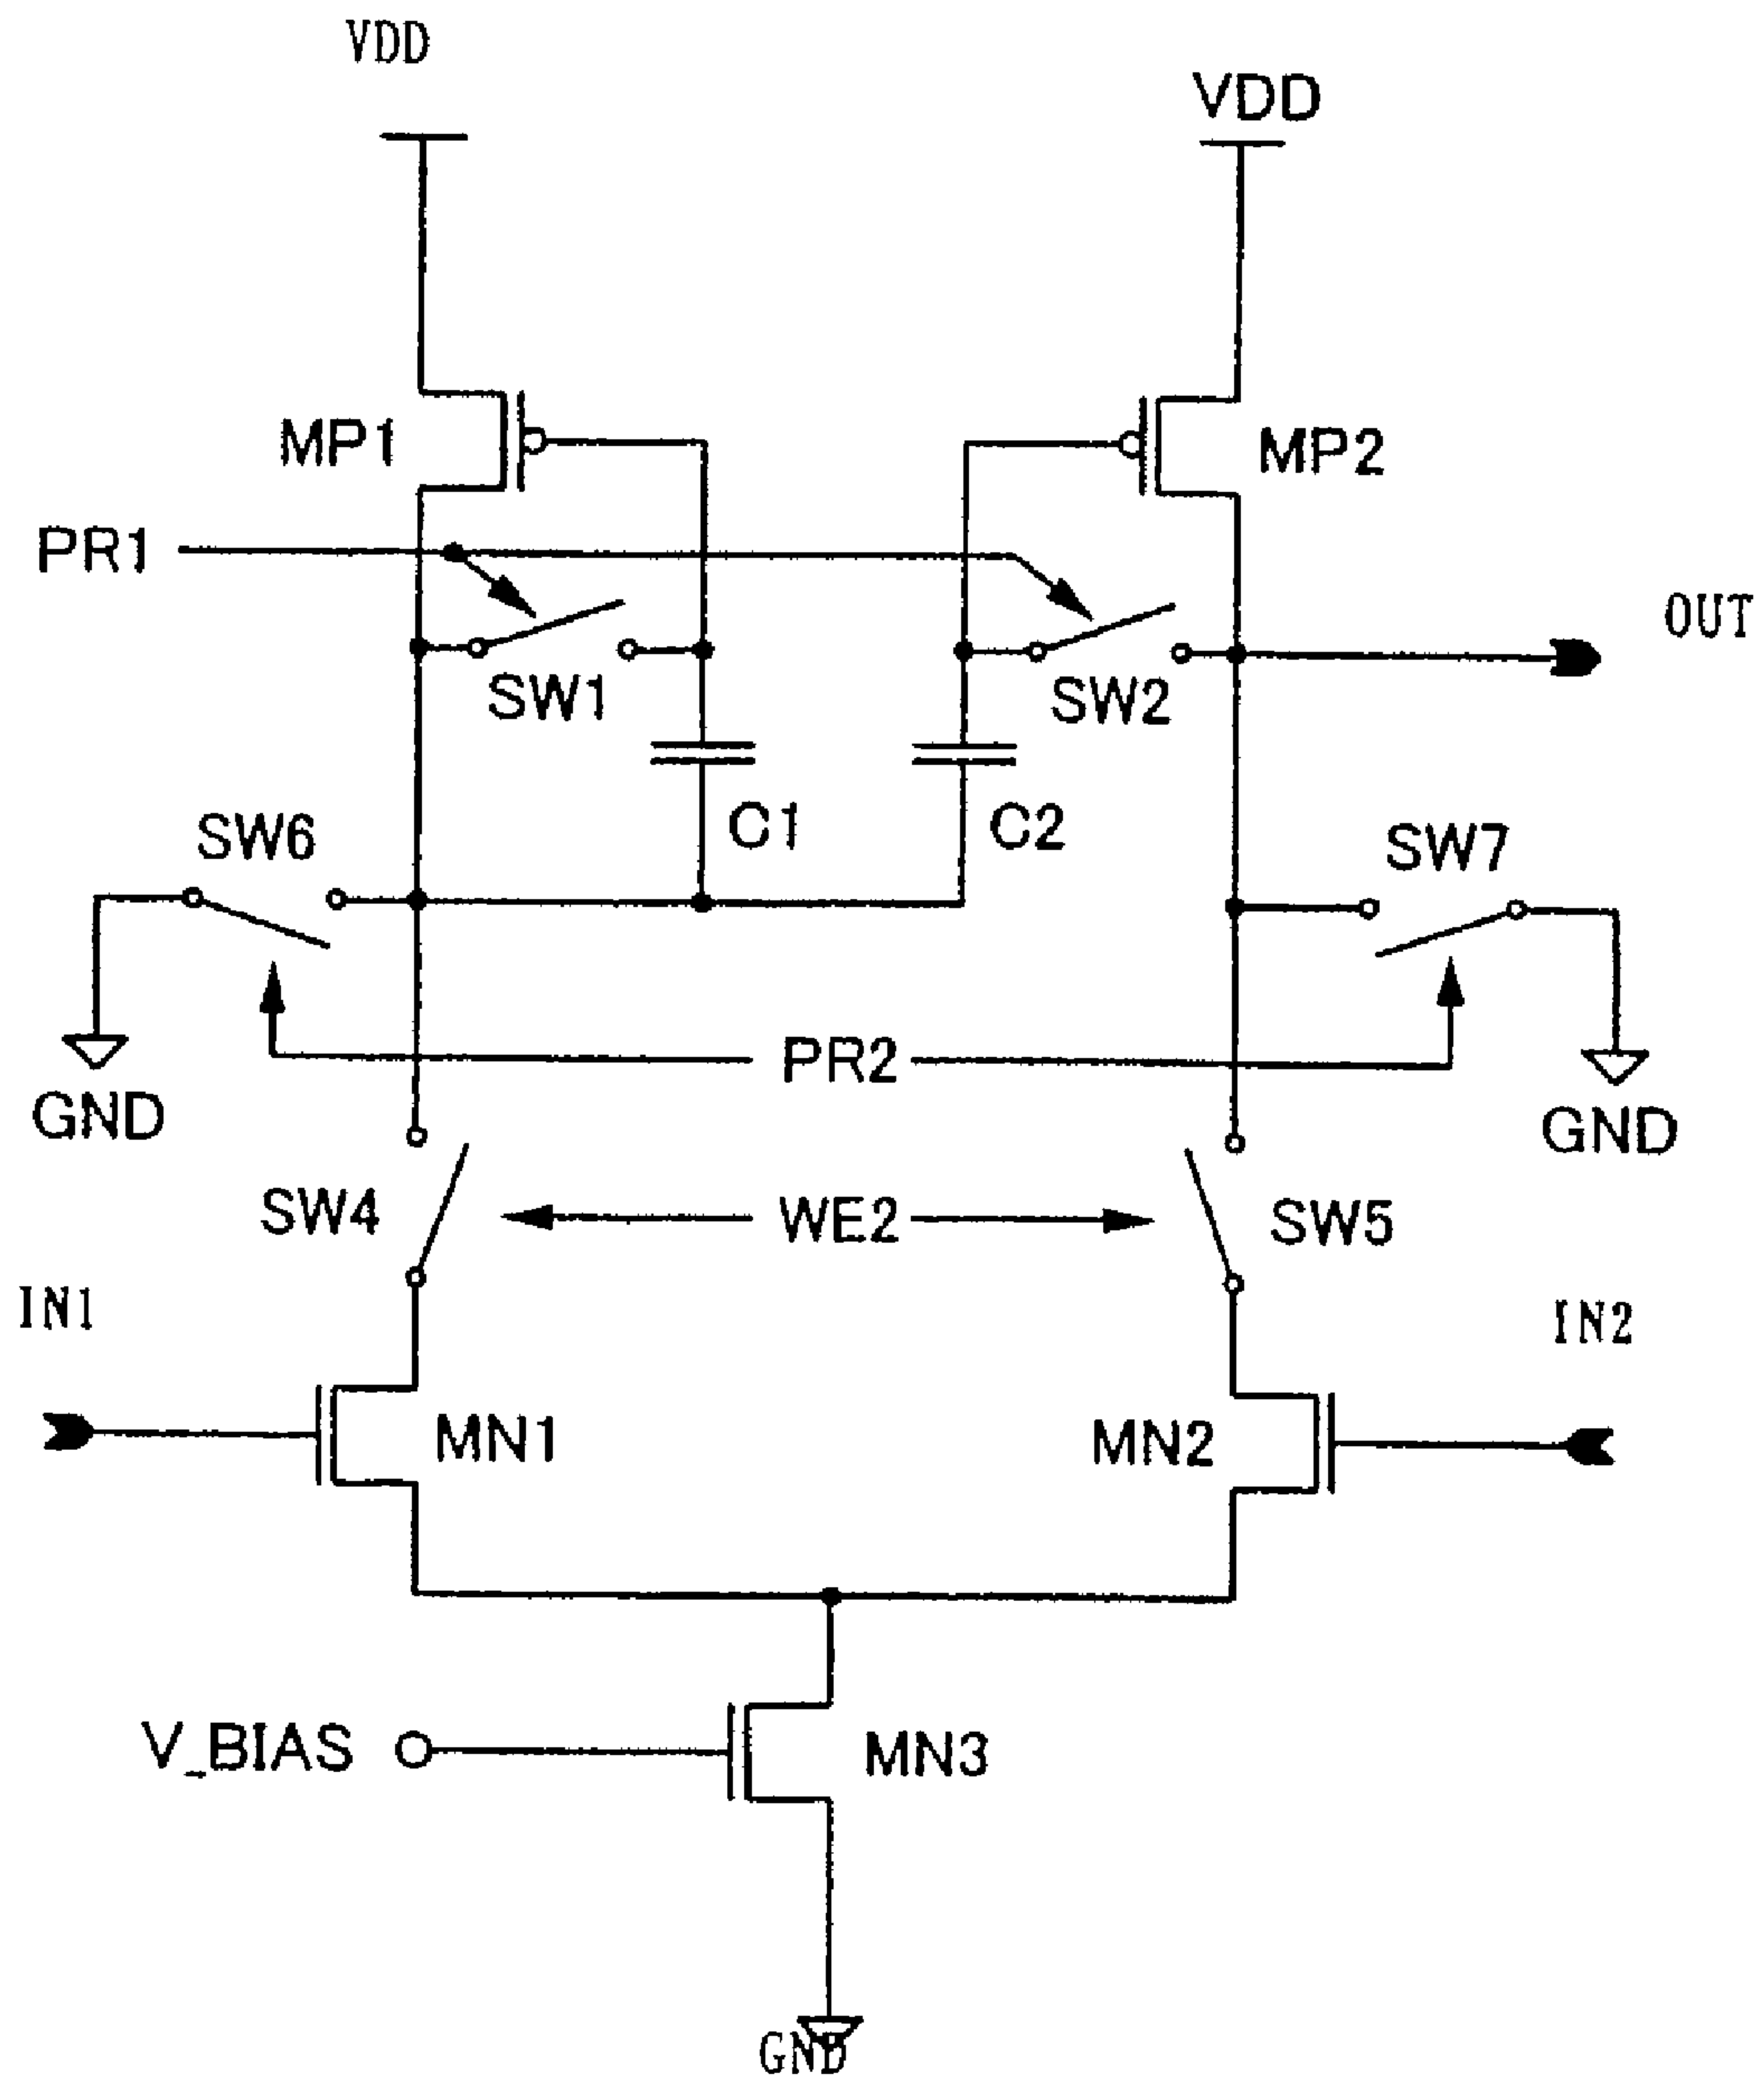 VDD
VDD
MP1
MP2
PR1
OUT
SW1
SW2
C1
C2
SW6
SW7
PR2
GND
GND
SW4
WE2
SW5
IN1
IN2
MN1
MN2
V_BIAS
MN3
GND